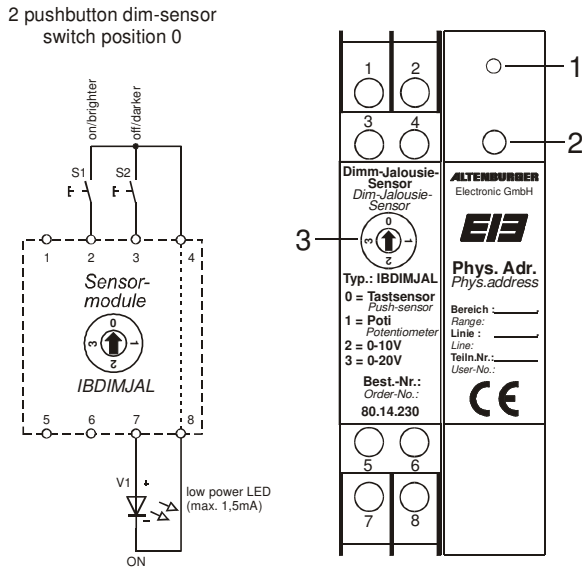 2 pushbutton dim-sensor
switch position 0
on/brighter
off/darker
S1
S2
1 2 3 4
Sensor-
module
0
3 1
2
IBDIMJAL
5 6 7 8
V1 +
-
low power LED
(max. 1,5mA)
ON
1 2
3 4
Dimm-Jalousie-
Sensor
Dim-Jalousie-
Sensor
0
3 1
2
Typ.: IBDIMJAL
0 = Tastsensor
Push-sensor
1 = Poti
Potentiometer
2 = 0-10V
3 = 0-20V
Best.-Nr.:
Order-No.:
80.14.230
5 6
7 8
ALTENBURGER
Electronic GmbH
EIB
Phys. Adr.
Phys.address
Bereich :
Range:
Linie :
Line:
Teiln.Nr.:
User-No.:
CE
1
2
3